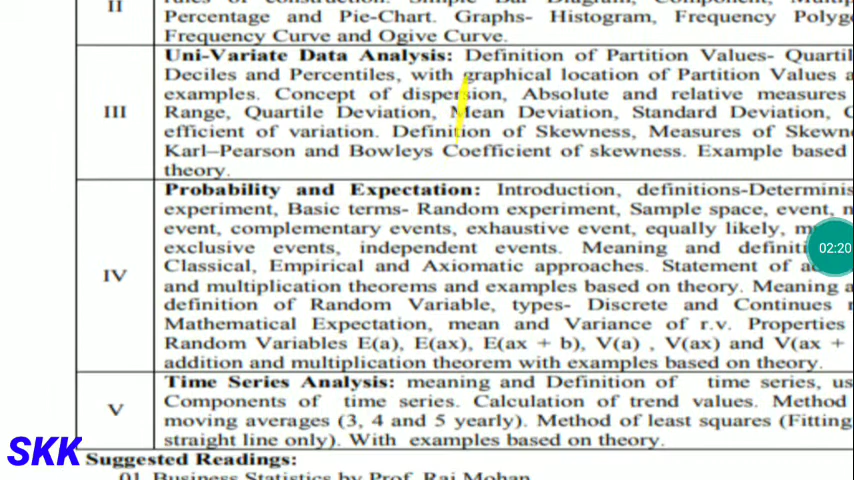 II
rules of construction. Simple Bar Diagram, Component, Multiple
Percentage and Pie-Chart. Graphs- Histogram, Frequency
Frequency Curve and Ogive Curve.
III
Uni-Variate Data Analysis: Definition of Partition Values-
Deciles and Percentiles, with graphical location of Partition Values
examples. Concept of dispersion, Absolute and relative measures
Range, Quartile Deviation, Mean Deviation, Standard Deviation,
efficient of variation. Definition of Skewness, Measures of
Karl–Pearson and Bowleys Coefficient of skewness. Example based
theory.
IV
Probability and Expectation: Introduction,
experiment, Basic terms- Random experiment, Sample space, event,
event, complementary events, exhaustive event, equally likely,
exclusive events, independent events. Meaning and
Classical, Empirical and Axiomatic approaches. Statement of
and multiplication theorems and examples based on theory. Meaning
definition of Random Variable, types- Discrete and Continues
Mathematical Expectation, mean and Variance of r.v. Properties
Random Variables E(a), E(ax), E(ax + b), V(a) , V(ax) and V(ax +
addition and multiplication theorem with examples based on theory.
02:20
V
Time Series Analysis: meaning and Definition of time series,
Components of time series. Calculation of trend values. Method
moving averages (3, 4 and 5 yearly). Method of least squares (Fitting
straight line only). With examples based on theory.
SKK
Suggested Readings:
01 Business Statistics by Prof. Raj Mohan